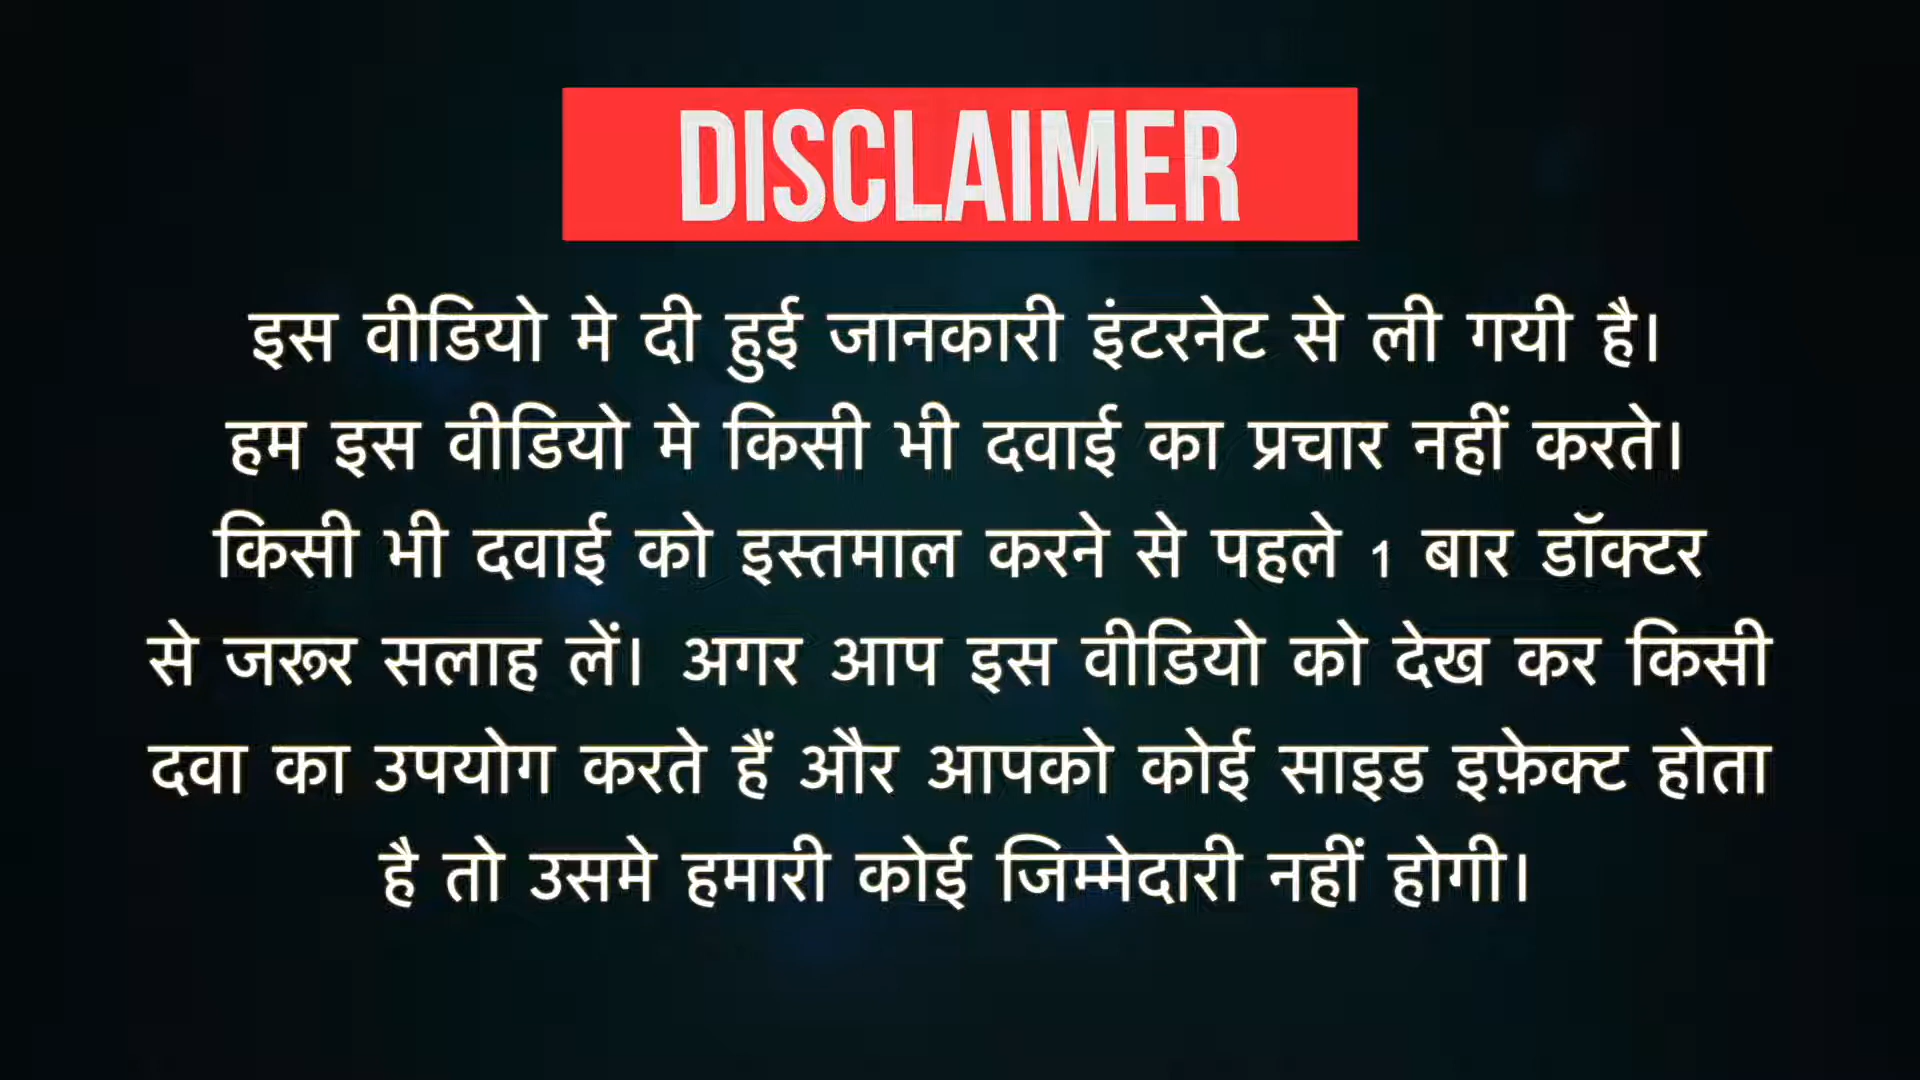 DISCLAIMER
इस वीडियो मे दी हुई जानकारी इंटरनेट से ली गयी है।
हम इस वीडियो मे किसी भी दवाई का प्रचार नहीं करते।
किसी भी दवाई को इस्तमाल करने से पहले 1 बार डॉक्टर
से जरूर सलाह लें। अगर आप इस वीडियो को देख कर किसी
दवा का उपयोग करते हैं और आपको कोई साइड इफ़ेक्ट होता
है तो उसमे हमारी कोई जिम्मेदारी नहीं होगी।